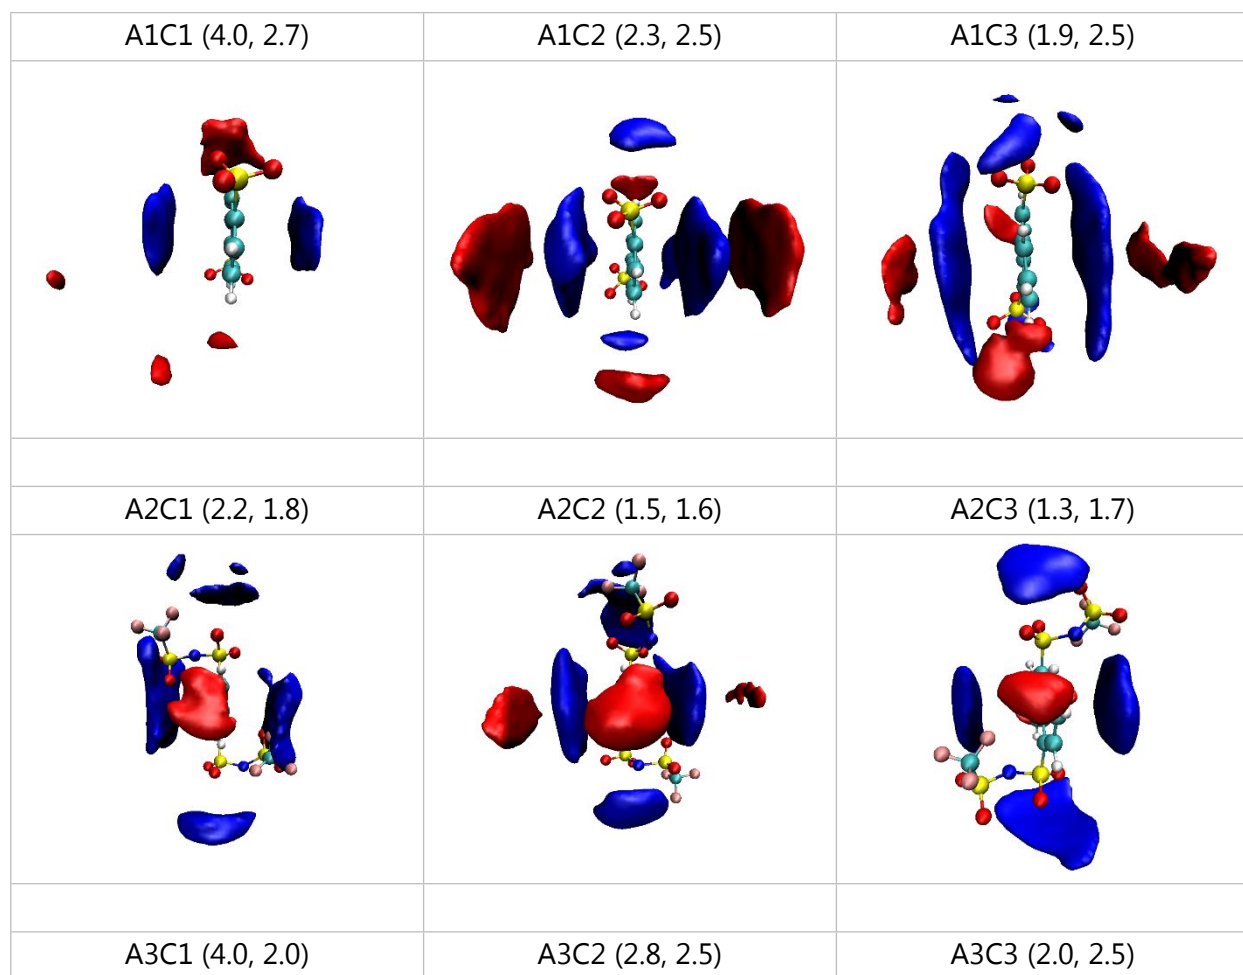 A1C1 (4.0, 2.7) A1C2 (2.3, 2.5) A1C3 (1.9, 2.5)
A2C1 (2.2, 1.8) A2C2 (1.5, 1.6) A2C3 (1.3, 1.7)
A3C1 (4.0, 2.0) A3C2 (2.8, 2.5) A3C3 (2.0, 2.5)